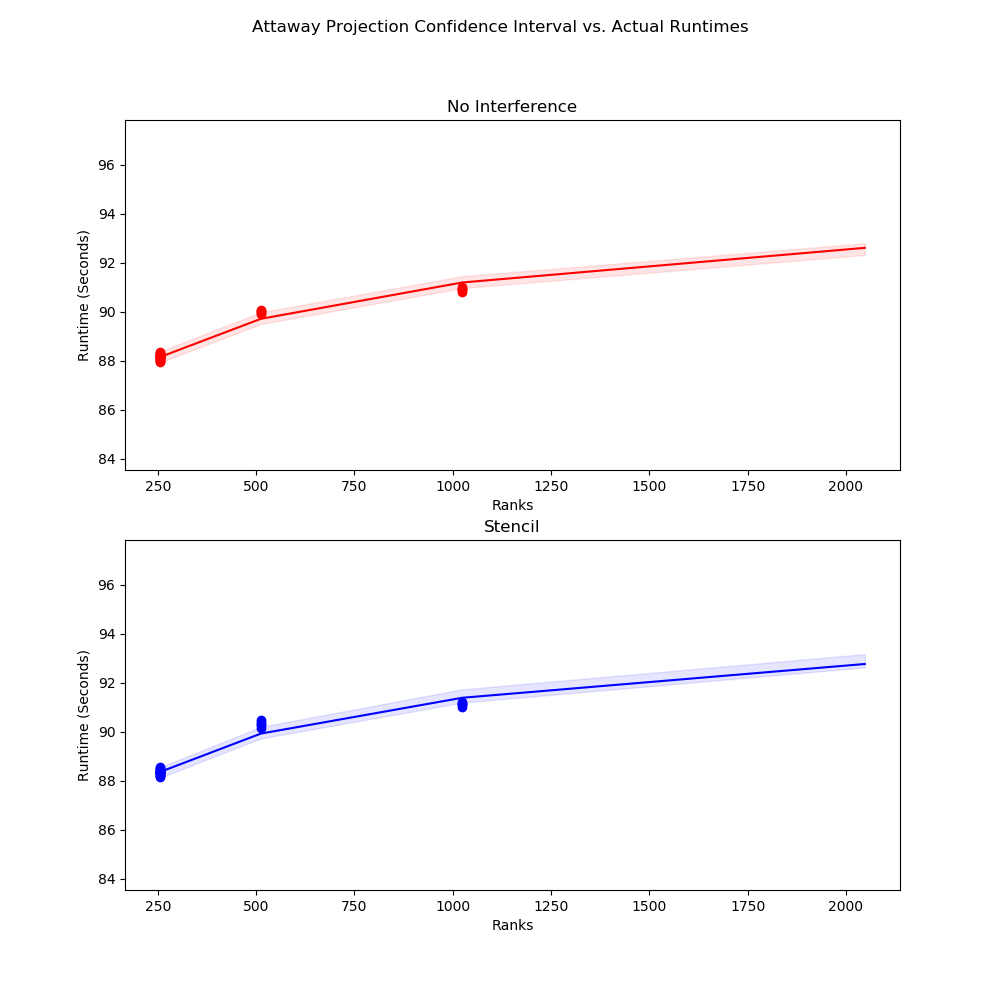 Attaway Projection Confidence Interval vs. Actual Runtimes
No Interference
96
94
92
90
88
86
84
Runtime (Seconds)
250 500 750 1000 1250 1500 1750 2000
Ranks
Stencil
96
94
92
90
88
86
84
Runtime (Seconds)
250 500 750 1000 1250 1500 1750 2000
Ranks